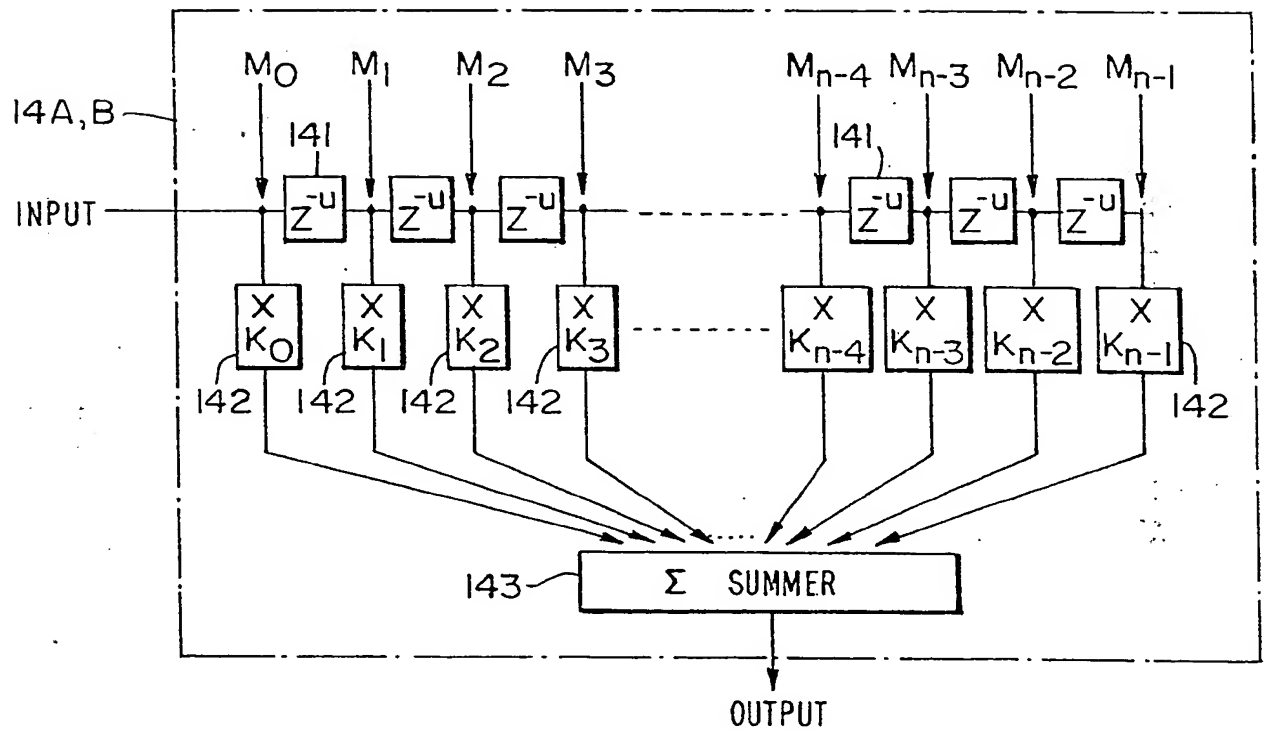 M0 M1 M2 M3 Mn-4 Mn-3 Mn-2 Mn-1
14A, B
141 141
INPUT Z-u Z-u Z-u Z-u Z-u Z-u
X X X X X X X X
K0 K1 K2 K3 Kn-4 Kn-3 Kn-2 Kn-1
142 142 142 142 142
143 Σ SUMMER
OUTPUT